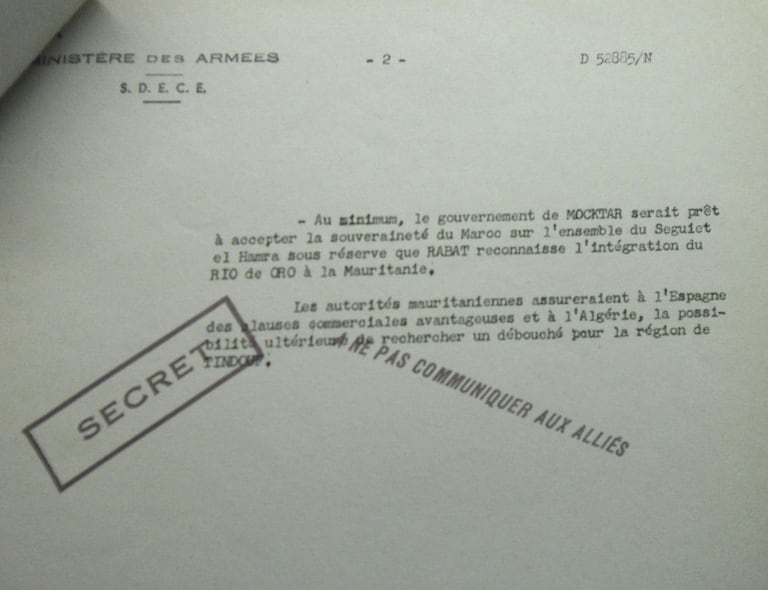 MINISTÈRE DES ARMEES - 2 - D 52885/N
S. D. E. C. E.
- Au minimum, le gouvernement de MOCKTAR serait prêt
à accepter la souveraineté du Maroc sur l'ensemble du Seguiet
el Hamra sous réserve que RABAT reconnaisse l'intégration du
RIO de ORO à la Mauritanie.
Les autorités mauritaniennes assureraient à l'Espagne
des clauses commerciales avantageuses et à l'Algérie, la possi-
bilité ultérieure de rechercher un débouché pour la région de
TINDOUF.
SECRET
A NE PAS COMMUNIQUER AUX ALLIÉS